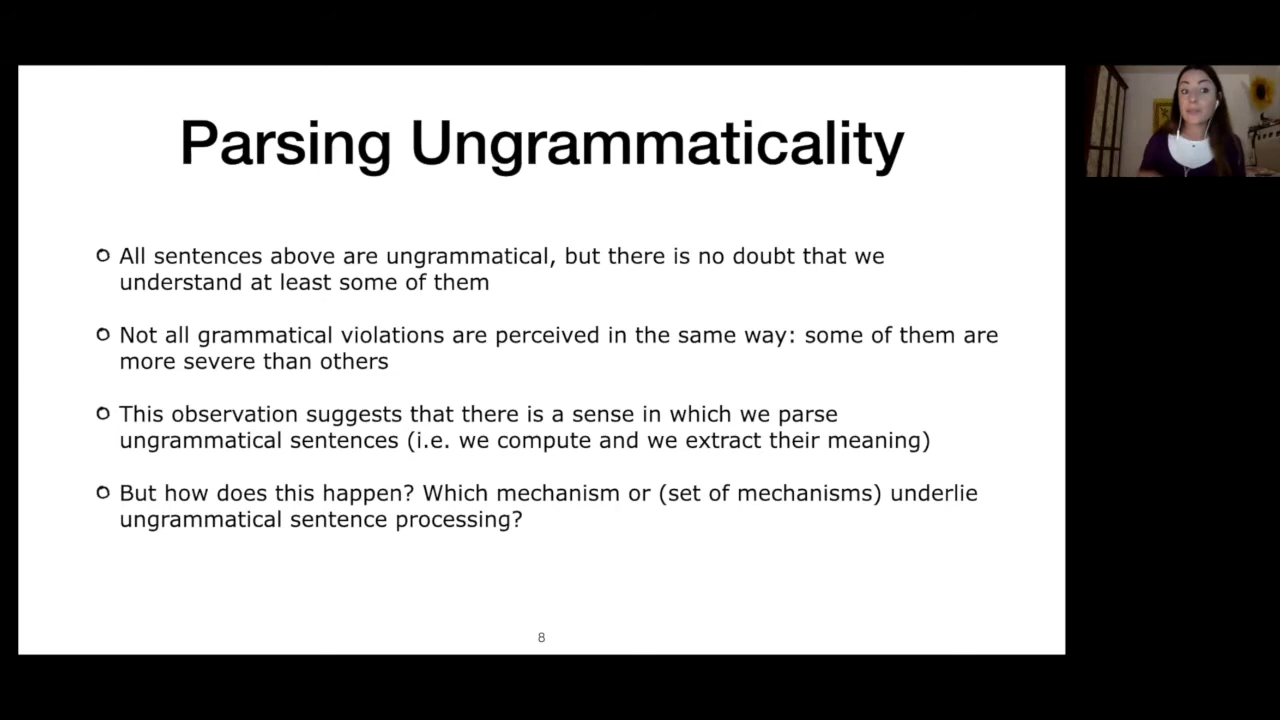 Parsing Ungrammaticality
All sentences above are ungrammatical, but there is no doubt that we
understand at least some of them
Not all grammatical violations are perceived in the same way: some of them are
more severe than others
This observation suggests that there is a sense in which we parse
ungrammatical sentences (i.e. we compute and we extract their meaning)
But how does this happen? Which mechanism or (set of mechanisms) underlie
ungrammatical sentence processing?
8